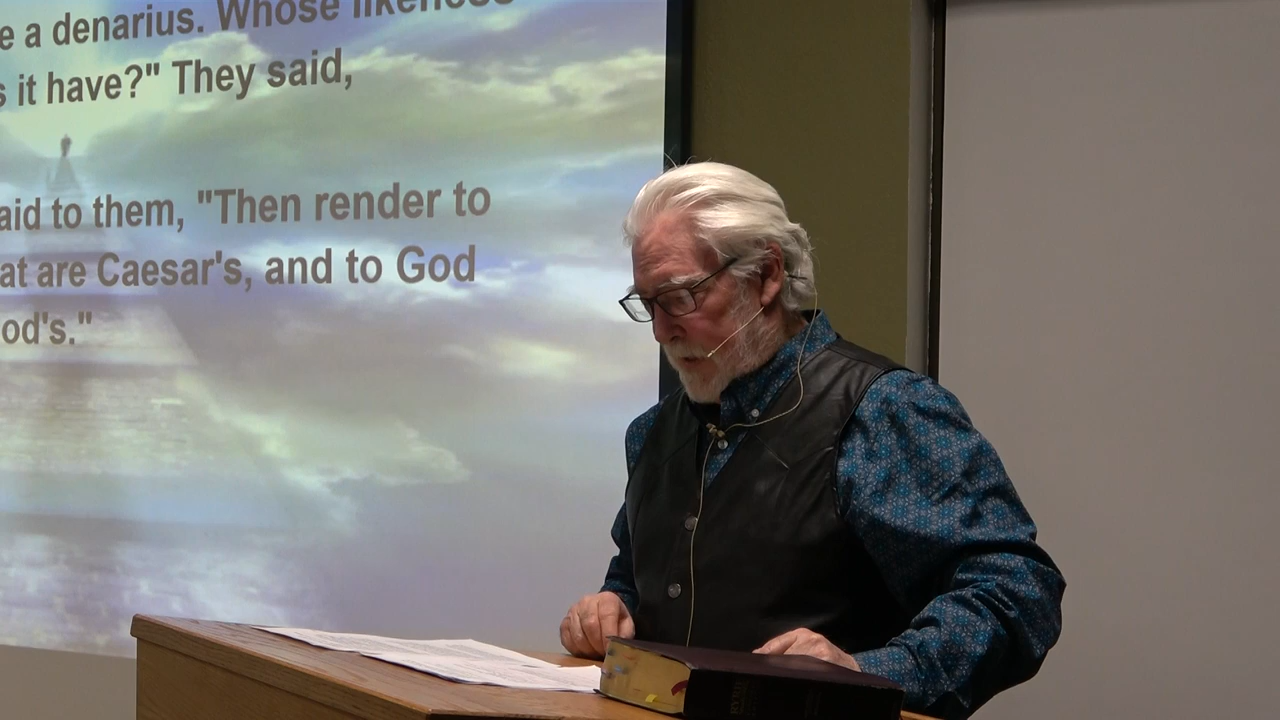 e a denarius. Whose likeness
s it have?" They said,
aid to them, "Then render to
at are Caesar's, and to God
od's."